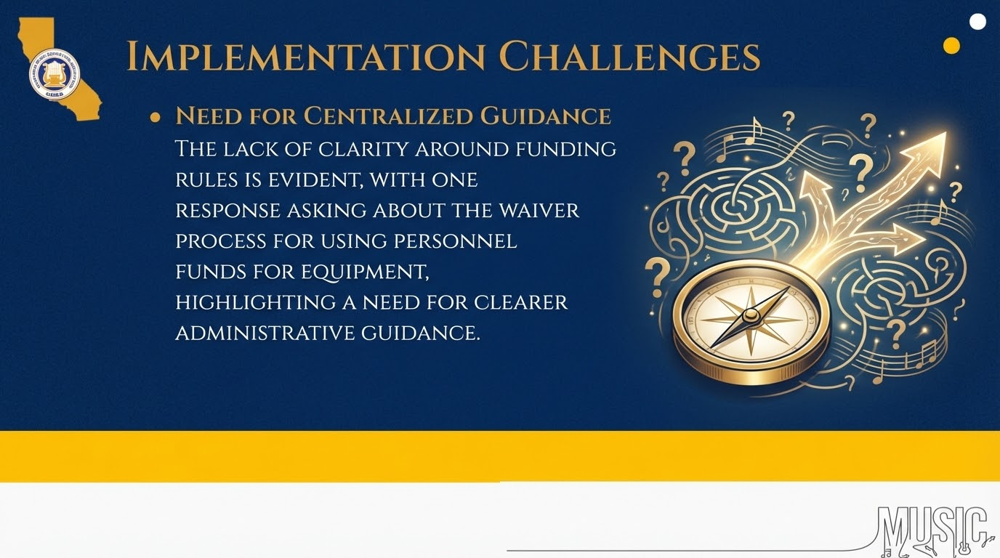 Implementation Challenges
• Need for Centralized Guidance
The lack of clarity around funding
rules is evident, with one
response asking about the waiver
process for using personnel
funds for equipment,
highlighting a need for clearer
administrative guidance.
MUSIC